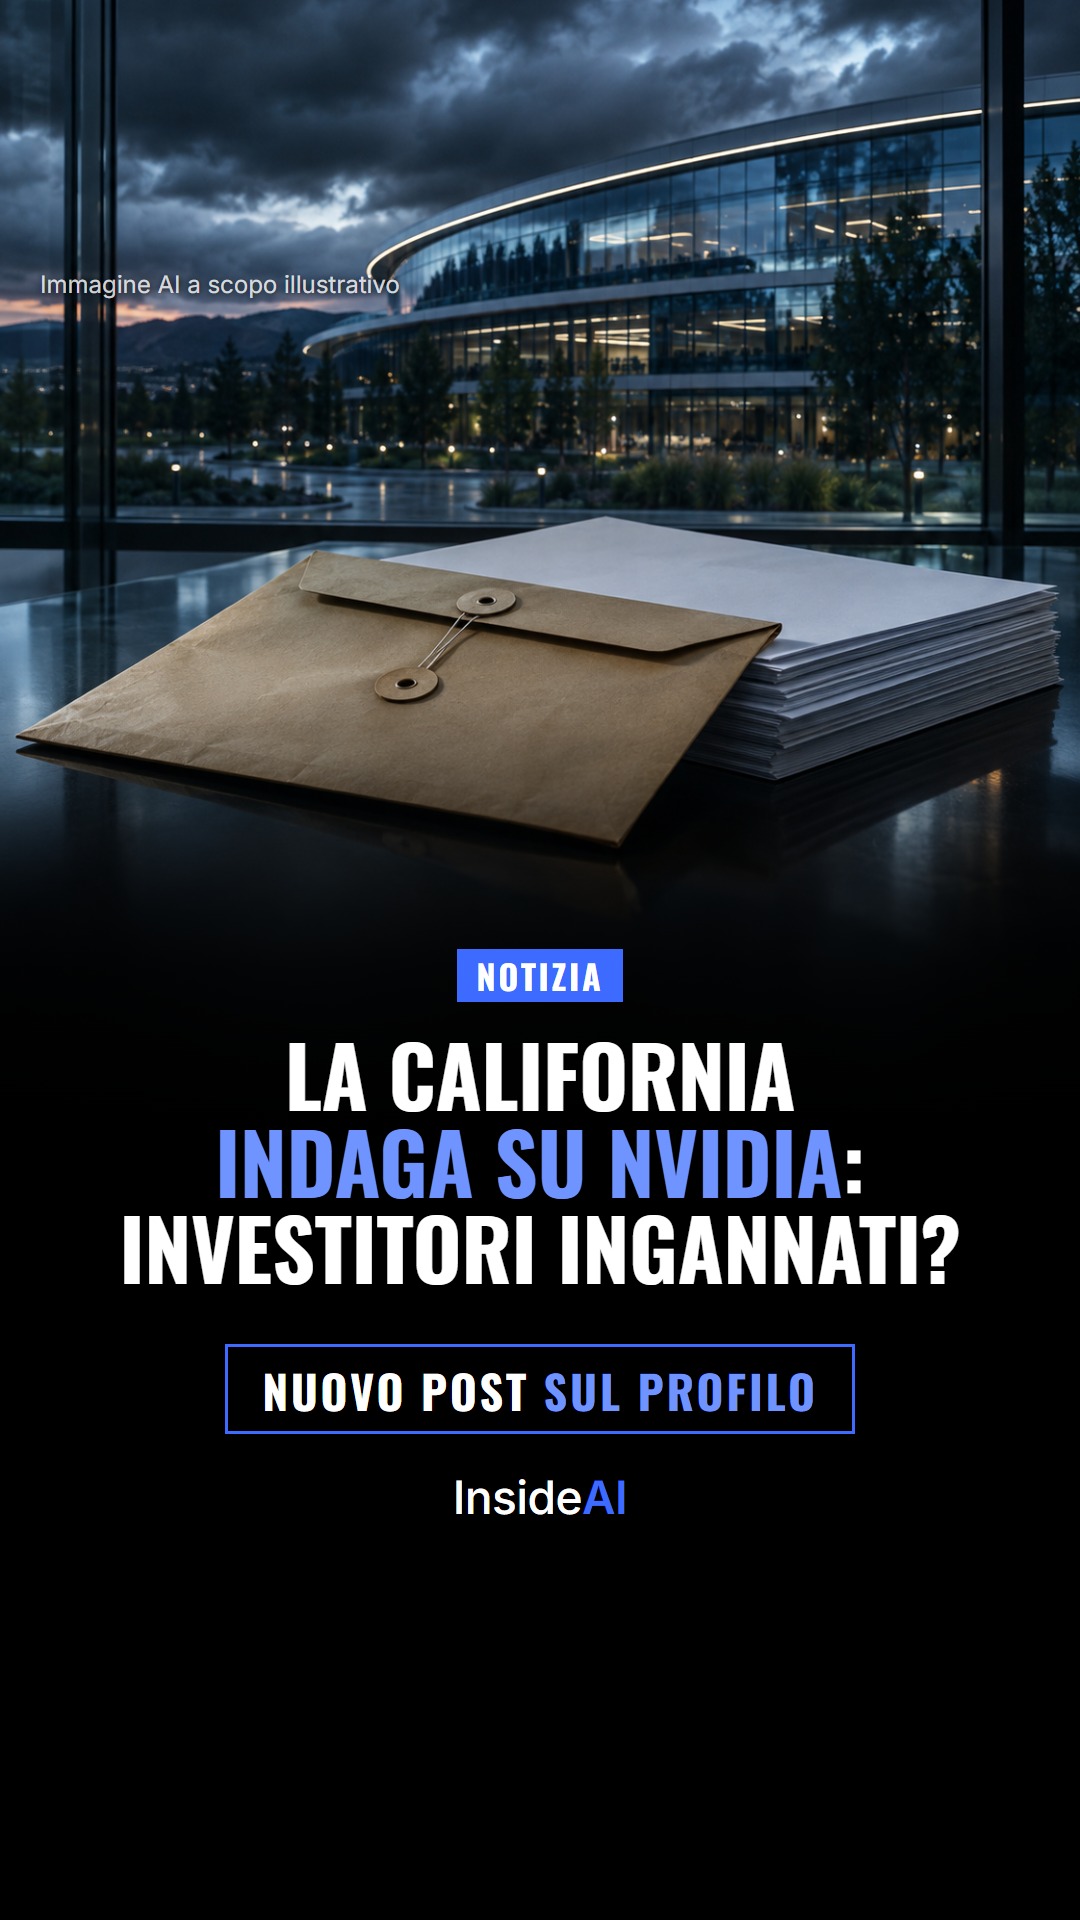 Immagine AI a scopo illustrativo
NOTIZIA
LA CALIFORNIA
INDAGA SU NVIDIA:
INVESTITORI INGANNATI?
NUOVO POST SUL PROFILO
InsideAI